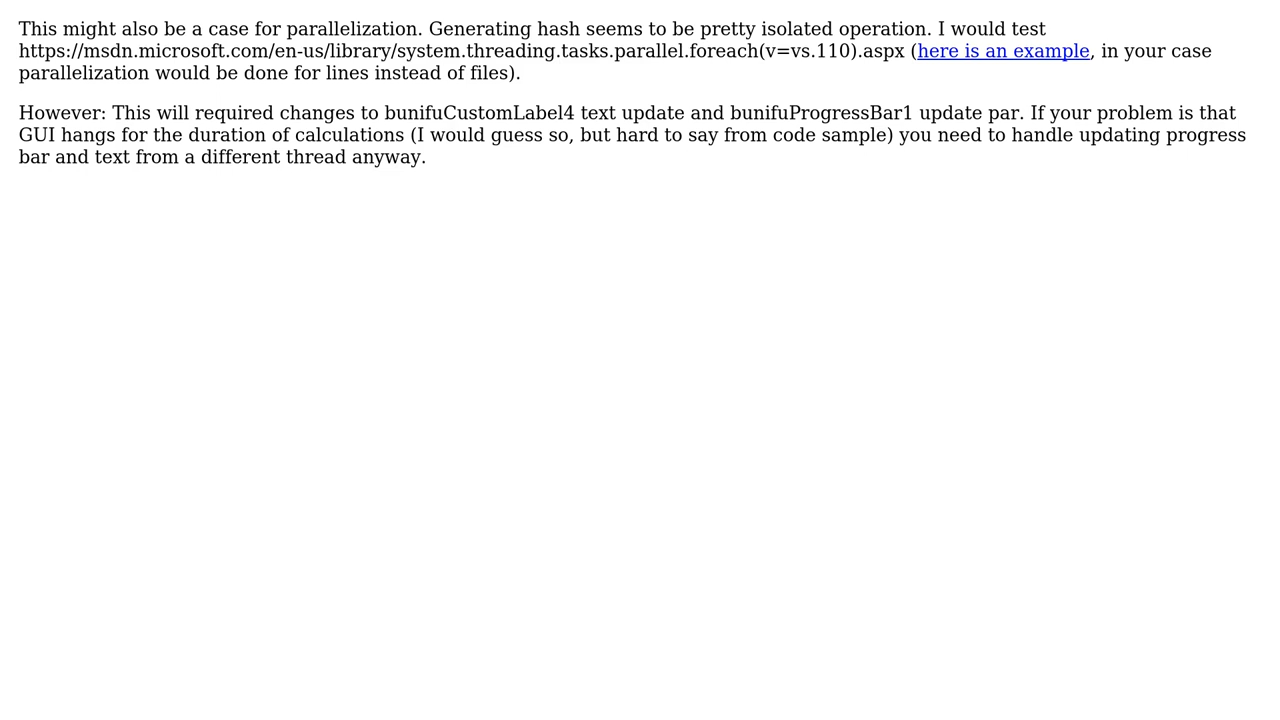 This might also be a case for parallelization. Generating hash seems to be pretty isolated operation. I would test
https://msdn.microsoft.com/en-us/library/system.threading.tasks.parallel.foreach(v=vs.110).aspx (here is an example, in your case
parallelization would be done for lines instead of files).
However: This will required changes to bunifuCustomLabel4 text update and bunifuProgressBar1 update par. If your problem is that
GUI hangs for the duration of calculations (I would guess so, but hard to say from code sample) you need to handle updating progress
bar and text from a different thread anyway.